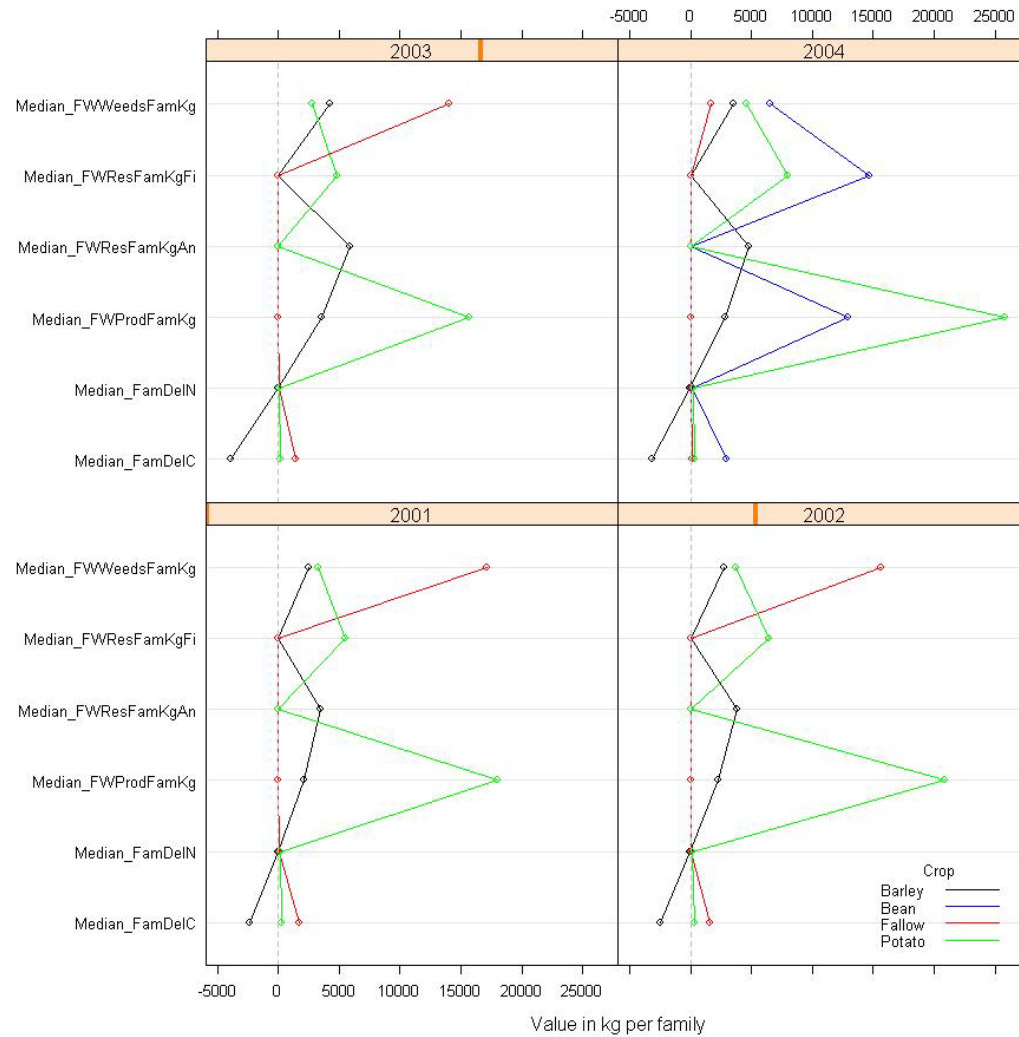 -5000 0 5000 10000 15000 20000 25000
2003 2004
Median_FWWeedsFamKg
Median_FWResFamKgFi
Median_FWResFamKgAn
Median_FWProdFamKg
Median_FamDelN
Median_FamDelC
2001 2002
Median_FWWeedsFamKg
Median_FWResFamKgFi
Median_FWResFamKgAn
Median_FWProdFamKg
Median_FamDelN
Median_FamDelC
Crop
Barley
Bean
Fallow
Potato
-5000 0 5000 10000 15000 20000 25000
Value in kg per family